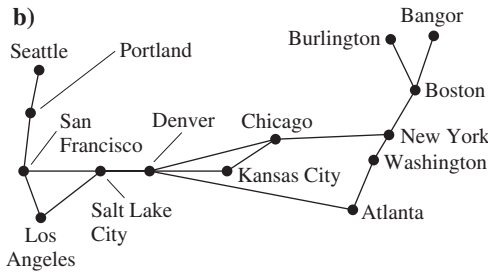 b)
Bangor
Burlington
Seattle
Portland
Boston
San
Francisco
Denver
Chicago
New York
Washington
Kansas City
Salt Lake
City
Atlanta
Los
Angeles